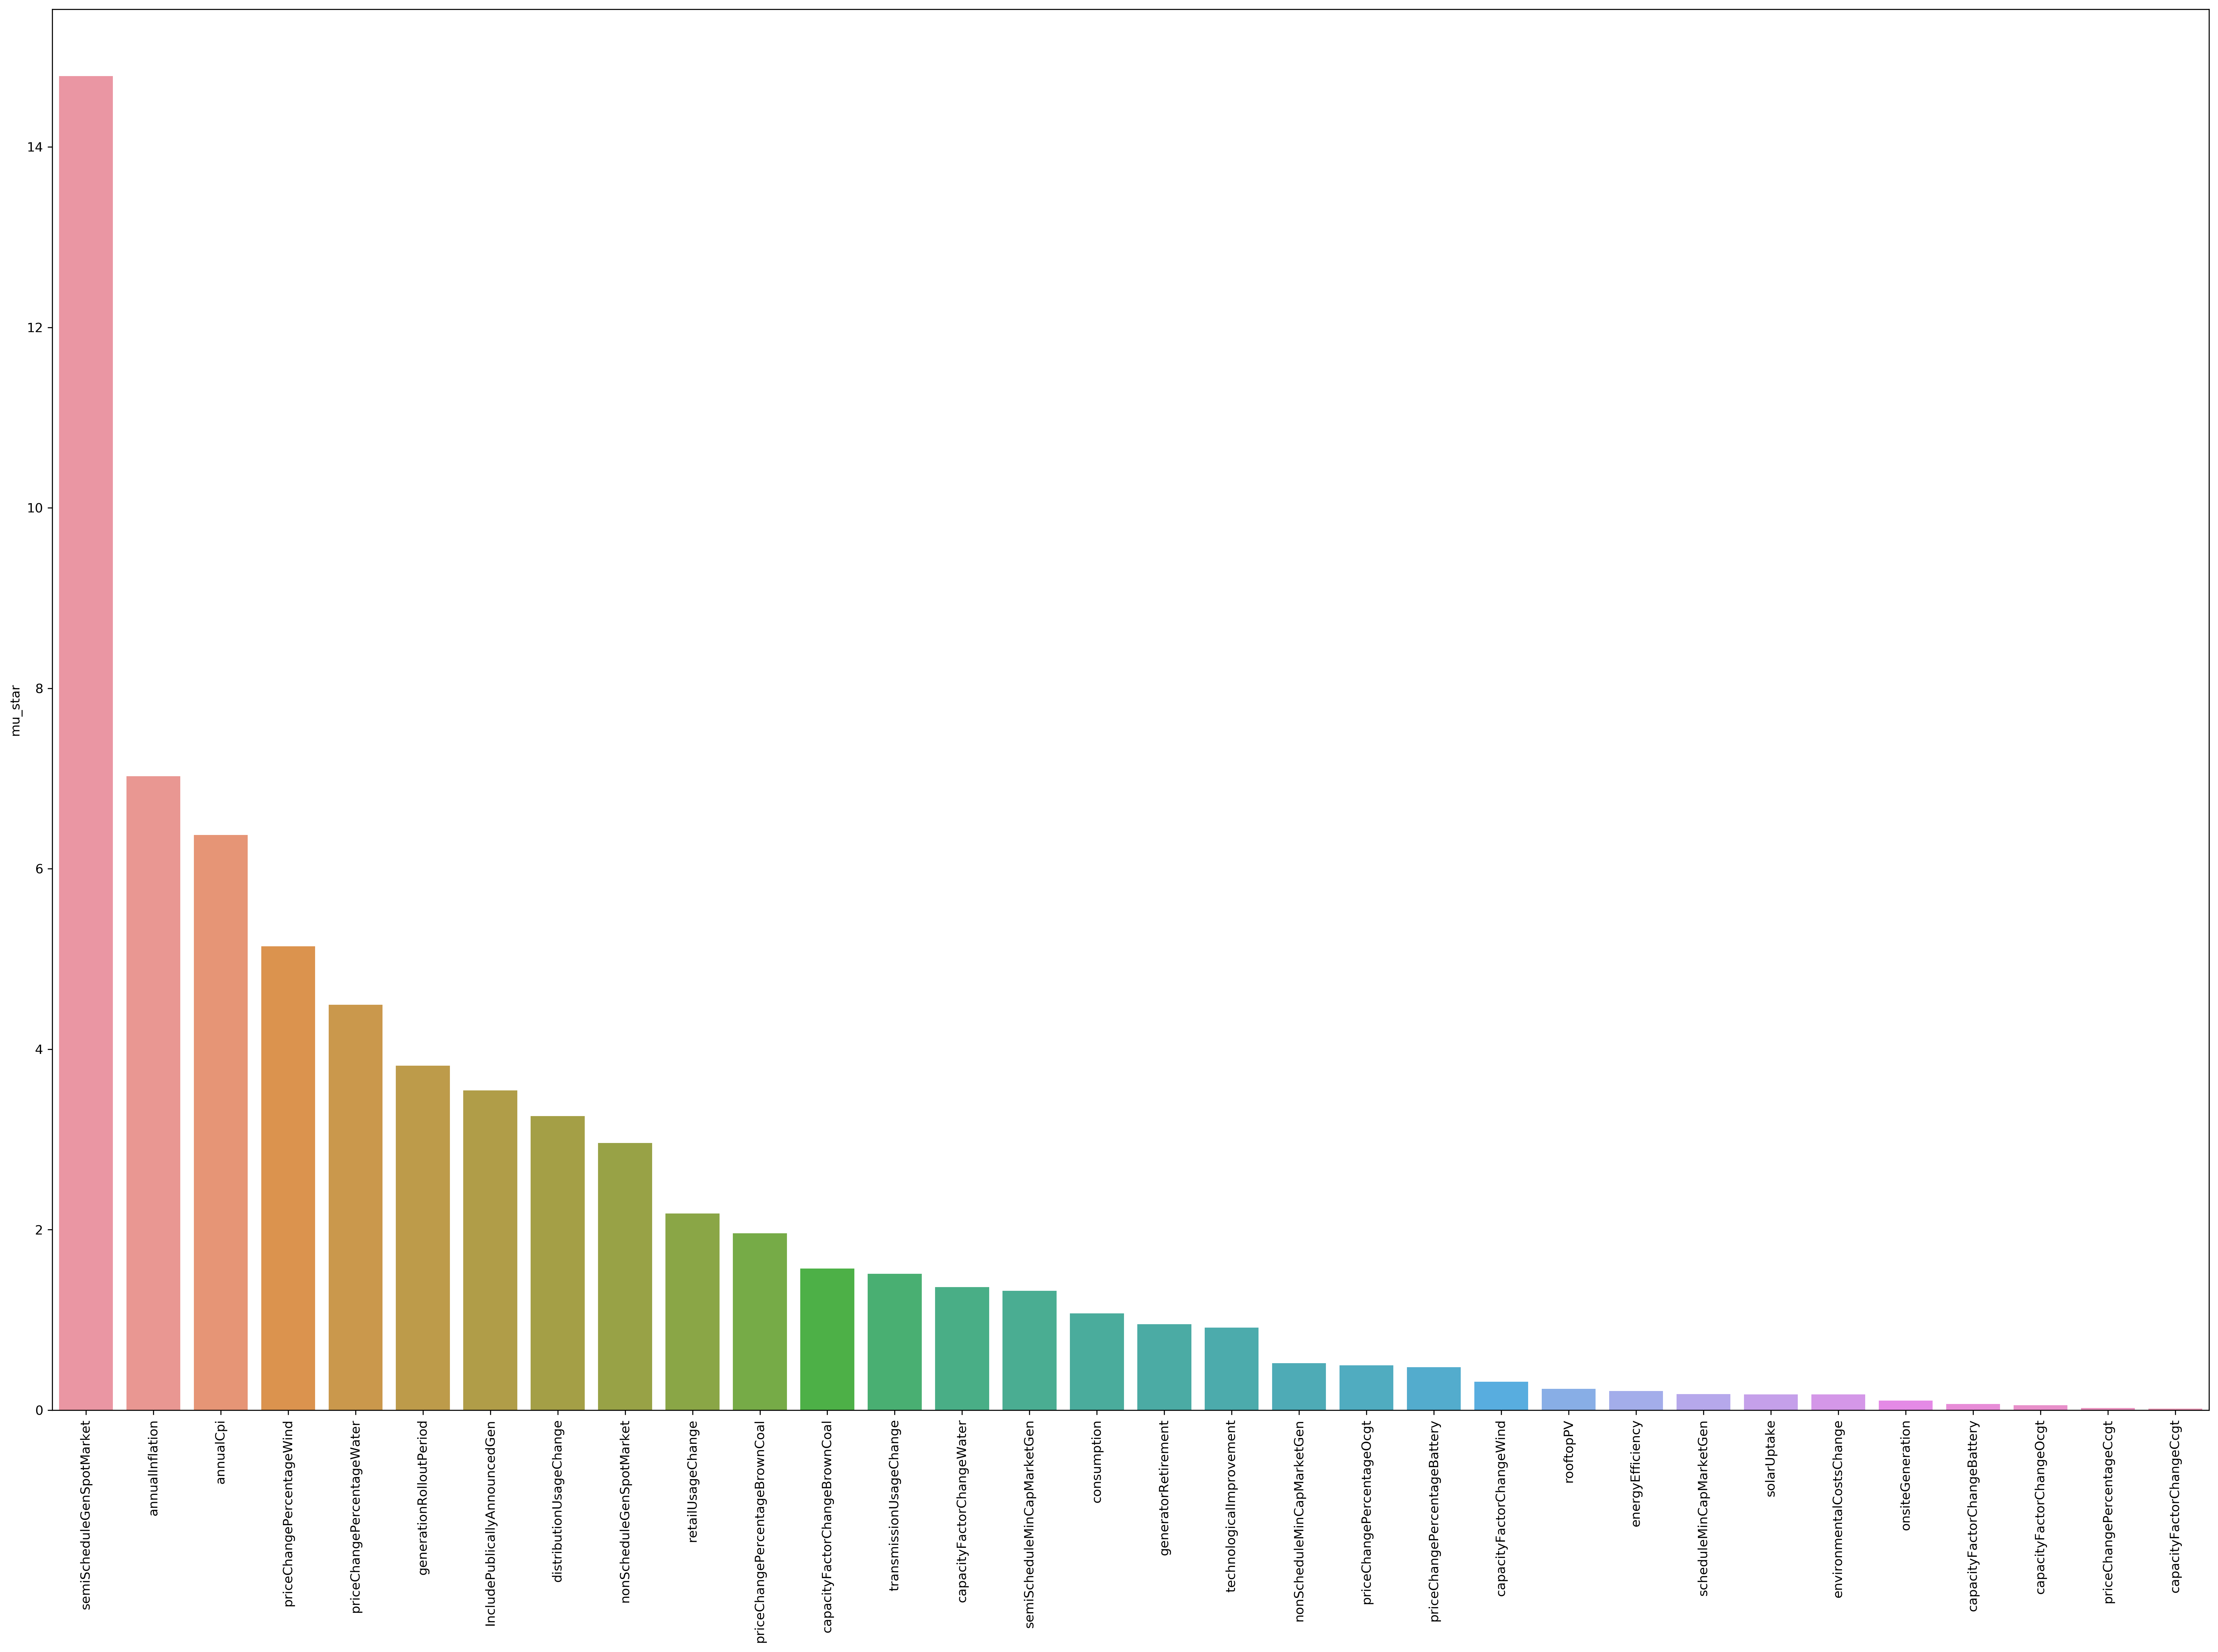 mu_star
14
12
10
8
6
4
2
0
semiScheduleGenSpotMarket
annualInflation
annualCpi
priceChangePercentageWind
priceChangePercentageWater
generationRolloutPeriod
IncludePublicallyAnnouncedGen
distributionUsageChange
nonScheduleGenSpotMarket
retailUsageChange
priceChangePercentageBrownCoal
capacityFactorChangeBrownCoal
transmissionUsageChange
capacityFactorChangeWater
semiScheduleMinCapMarketGen
consumption
generatorRetirement
technologicalImprovement
nonScheduleMinCapMarketGen
priceChangePercentageOcgt
priceChangePercentageBattery
capacityFactorChangeWind
rooftopPV
energyEfficiency
scheduleMinCapMarketGen
solarUptake
environmentalCostsChange
onsiteGeneration
capacityFactorChangeBattery
capacityFactorChangeOcgt
priceChangePercentageCcgt
capacityFactorChangeCcgt